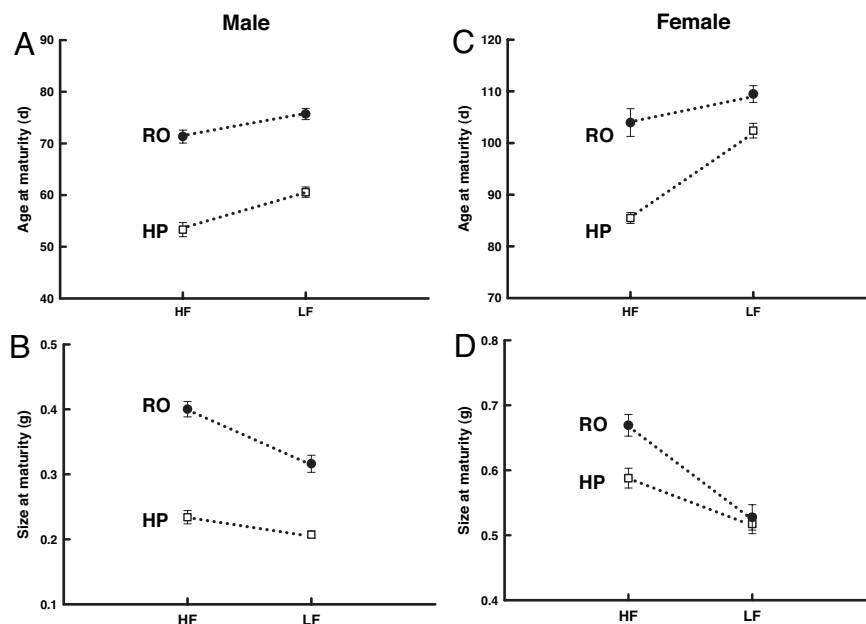 Male
A
90
80
70
60
50
40
Age at maturity (d)
RO
HP
HF
LF
Female
C
120
110
100
90
80
70
Age at maturity (d)
RO
HP
HF
LF
B
0.5
0.4
0.3
0.2
0.1
Size at maturity (g)
RO
HP
HF
LF
D
0.8
0.7
0.6
0.5
0.4
Size at maturity (g)
RO
HP
HF
LF